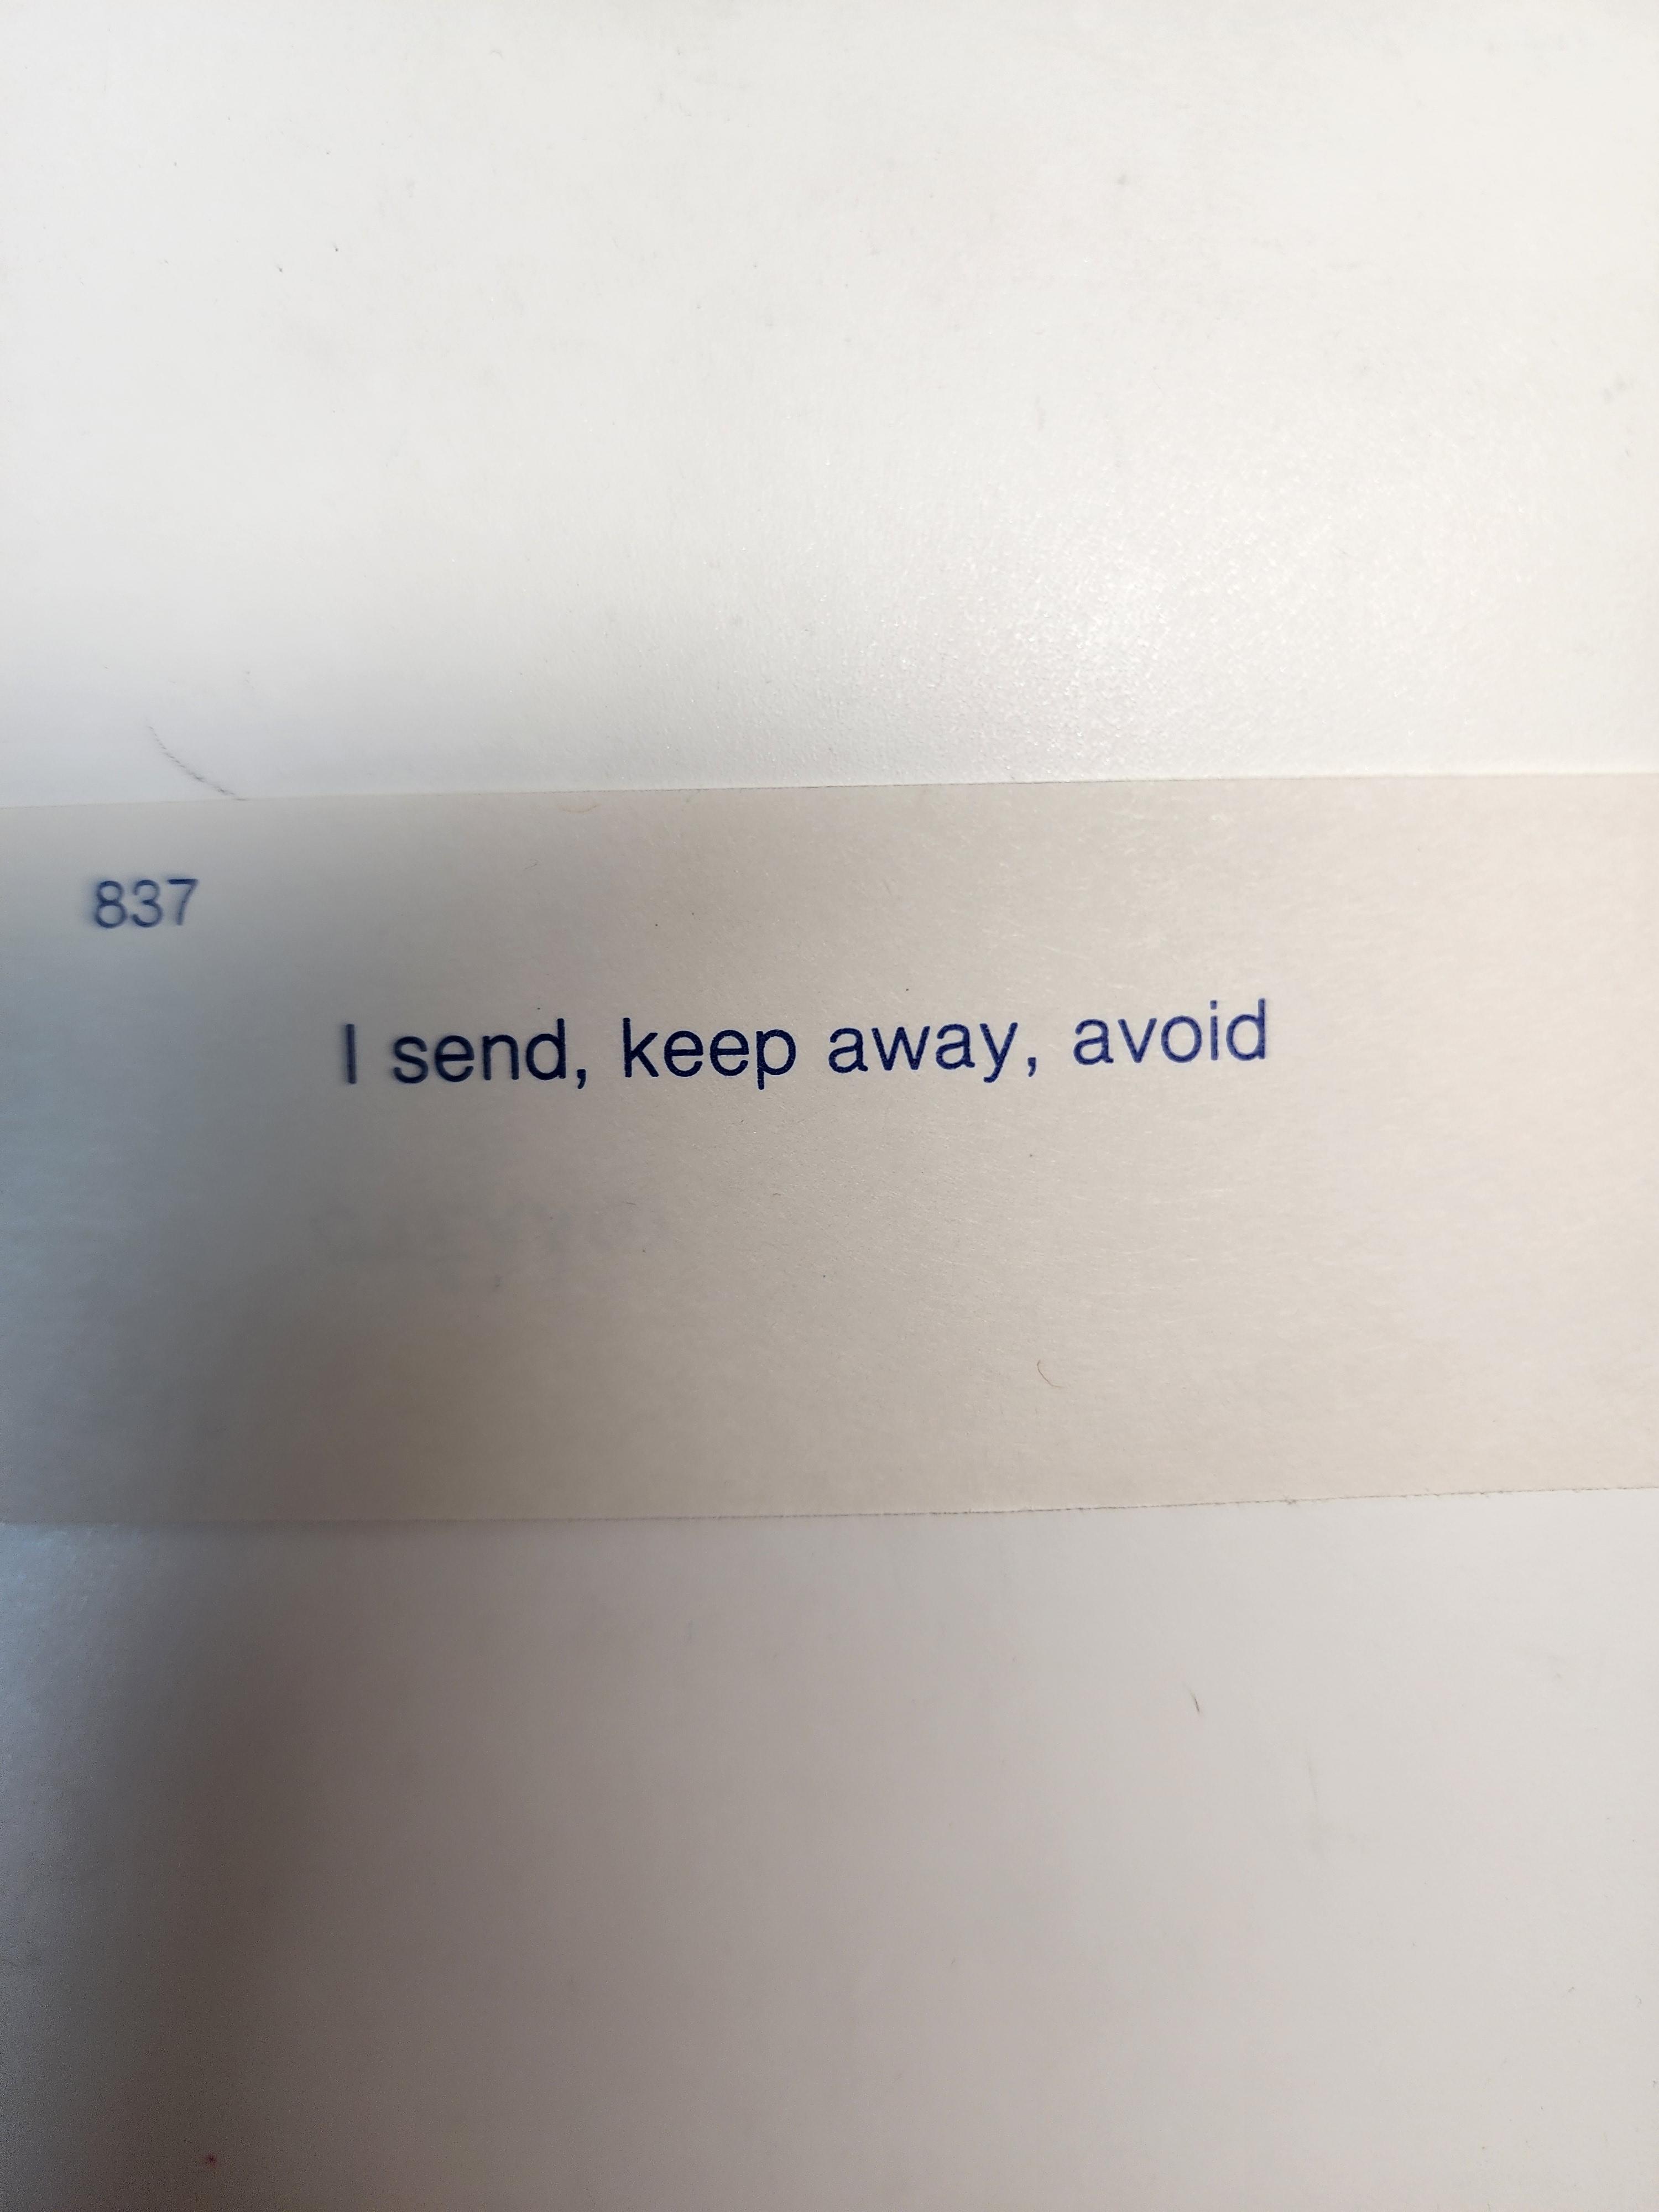 837
I send, keep away, avoid